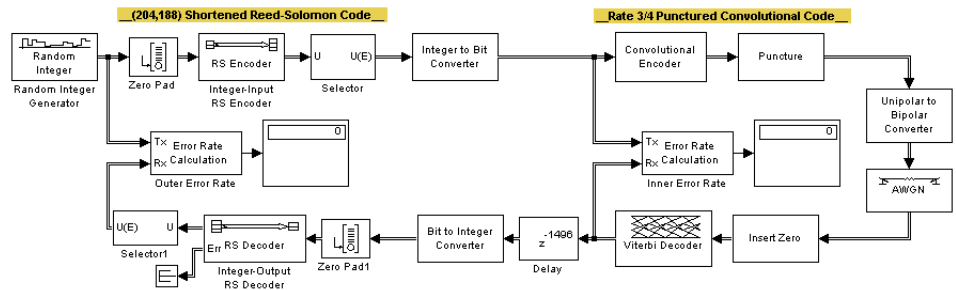 __(204,188) Shortened Reed-Solomon Code__
__Rate 3/4 Punctured Convolutional Code__
Random
Integer
Random Integer
Generator
Zero Pad
RS Encoder
Integer-Input
RS Encoder
U U(E)
Selector
Integer to Bit
Converter
Convolutional
Encoder
Puncture
Unipolar to
Bipolar
Converter
Tx
Rx
Error Rate
Calculation
Outer Error Rate
0
Tx
Rx
Error Rate
Calculation
Inner Error Rate
0
AWGN
U(E) U
Selector1
Err
RS Decoder
Integer-Output
RS Decoder
Zero Pad1
Bit to Integer
Converter
-1496
z
Delay
Viterbi Decoder
Insert Zero